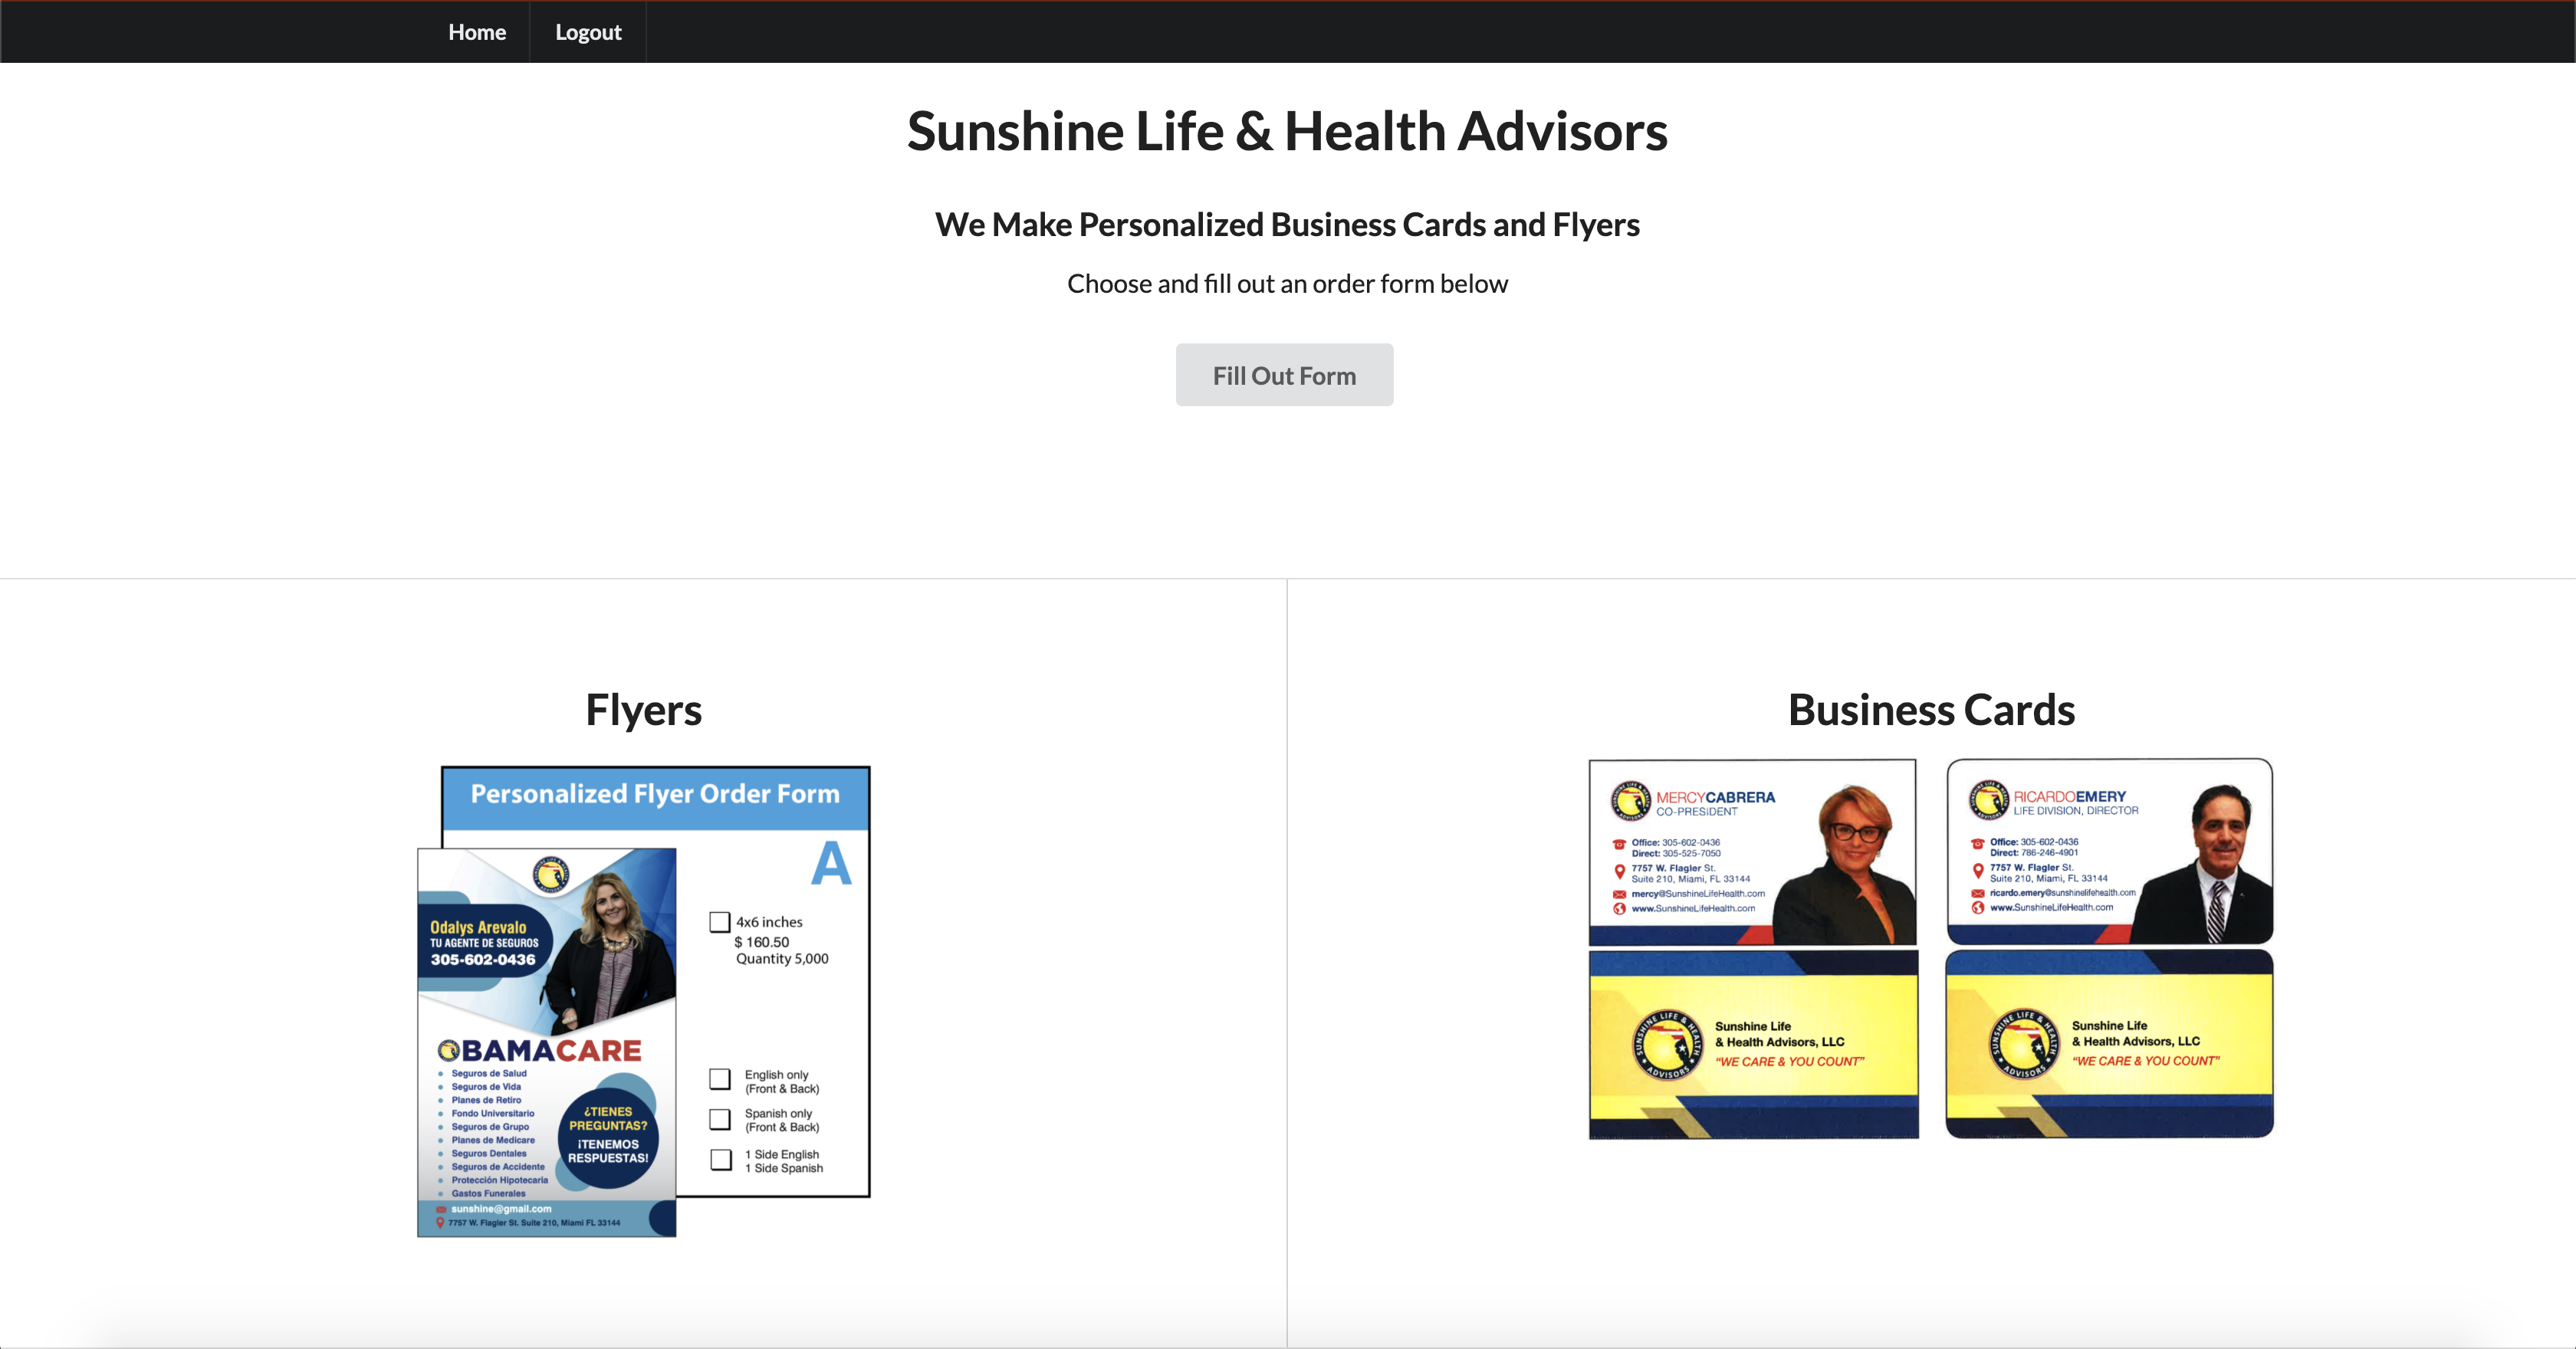 Home
Logout
Sunshine Life & Health Advisors
We Make Personalized Business Cards and Flyers
Choose and fill out an order form below
Fill Out Form
Flyers
Personalized Flyer Order Form
A
Odalys Arevalo
TU AGENTE DE SEGUROS
305-602-0436
BAMACARE
Seguros de Salud
Seguros de Vida
Planes de Retiro
Fondo Universitario
Seguros de Grupo
Planes de Medicare
Seguros Dentales
Seguros de Accidente
Protección Hipotecaria
Gastos Funerales
¿TIENES
PREGUNTAS?
¡TENEMOS
RESPUESTAS!
sunshine@gmail.com
7757 W. Flagler St. Suite 210, Miami FL 33144
4x6 inches
$ 160.50
Quantity 5,000
English only
(Front & Back)
Spanish only
(Front & Back)
1 Side English
1 Side Spanish
Business Cards
MERCYCABRERA
CO-PRESIDENT
Office: 305-602-0436
Direct: 305-525-7050
7757 W. Flagler St.
Suite 210, Miami, FL 33144
mercy@SunshineLifeHealth.com
www.SunshineLifeHealth.com
RICARDOEMERY
LIFE DIVISION, DIRECTOR
Office: 305-602-0436
Direct: 786-246-4901
7757 W. Flagler St.
Suite 210, Miami, FL 33144
ricardo.emery@sunshinelifehealth.com
www.SunshineLifeHealth.com
SUNSHINE LIFE & HEALTH
ADVISORS
Sunshine Life
& Health Advisors, LLC
"WE CARE & YOU COUNT"
SUNSHINE LIFE & HEALTH
ADVISORS
Sunshine Life
& Health Advisors, LLC
"WE CARE & YOU COUNT"